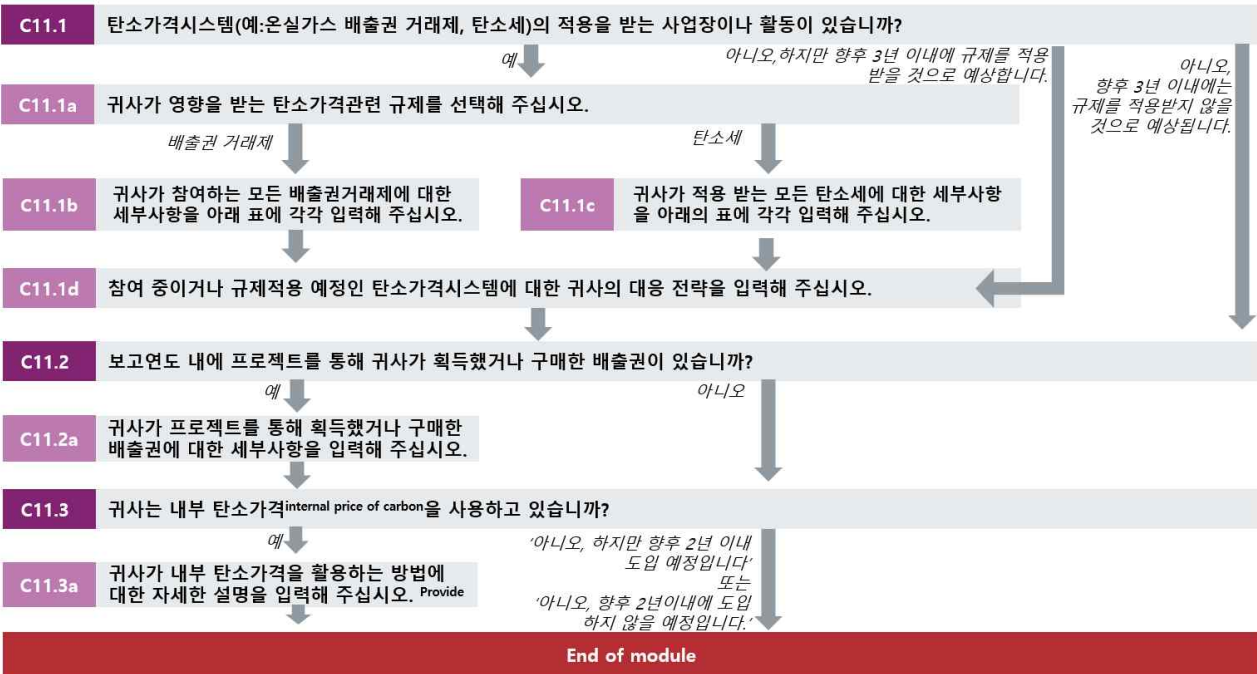 C11.1 탄소가격시스템(예:온실가스 배출권 거래제, 탄소세)의 적용을 받는 사업장이나 활동이 있습니까?
예
아니오,하지만 향후 3년 이내에 규제를 적용
받을 것으로 예상합니다.
아니오,
향후 3년 이내에는
규제를 적용받지 않을
것으로 예상됩니다.
C11.1a 귀사가 영향을 받는 탄소가격관련 규제를 선택해 주십시오.
배출권 거래제
탄소세
C11.1b
귀사가 참여하는 모든 배출권거래제에 대한
세부사항을 아래 표에 각각 입력해 주십시오.
C11.1c
귀사가 적용 받는 모든 탄소세에 대한 세부사항
을 아래의 표에 각각 입력해 주십시오.
C11.1d 참여 중이거나 규제적용 예정인 탄소가격시스템에 대한 귀사의 대응 전략을 입력해 주십시오.
C11.2 보고연도 내에 프로젝트를 통해 귀사가 획득했거나 구매한 배출권이 있습니까?
예
아니오
C11.2a
귀사가 프로젝트를 통해 획득했거나 구매한
배출권에 대한 세부사항을 입력해 주십시오.
C11.3 귀사는 내부 탄소가격internal price of carbon을 사용하고 있습니까?
예
'아니오, 하지만 향후 2년 이내
도입 예정입니다'
또는
'아니오, 향후 2년이내에 도입
하지 않을 예정입니다.'
C11.3a
귀사가 내부 탄소가격을 활용하는 방법에
대한 자세한 설명을 입력해 주십시오. Provide
End of module